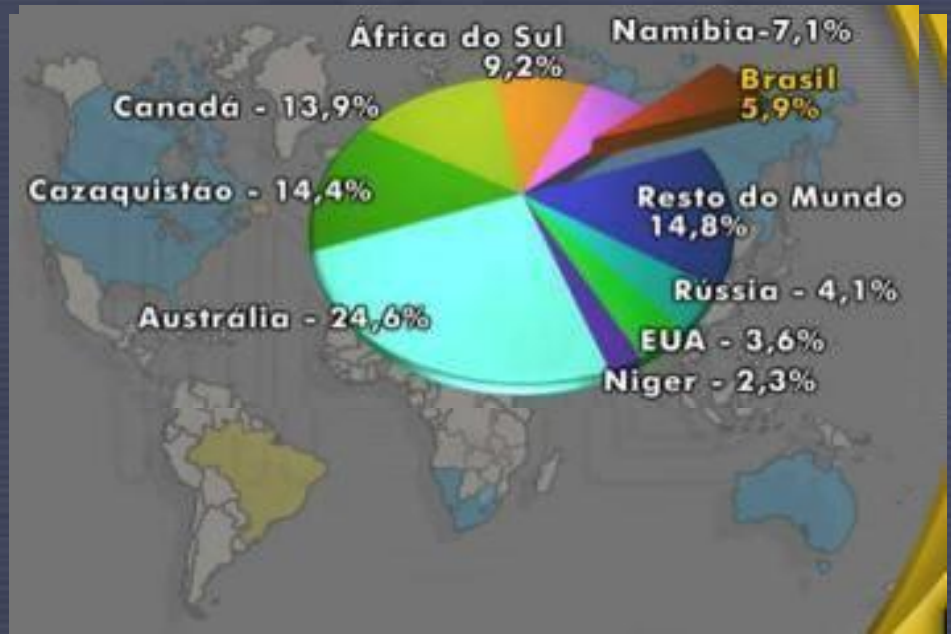 África do Sul
9,2%
Namíbia-7,1%
Brasil
5,9%
Canadá - 13,9%
Cazaquistão - 14,4%
Resto do Mundo
14,8%
Rússia - 4,1%
Austrália - 24,6%
EUA - 3,6%
Niger - 2,3%